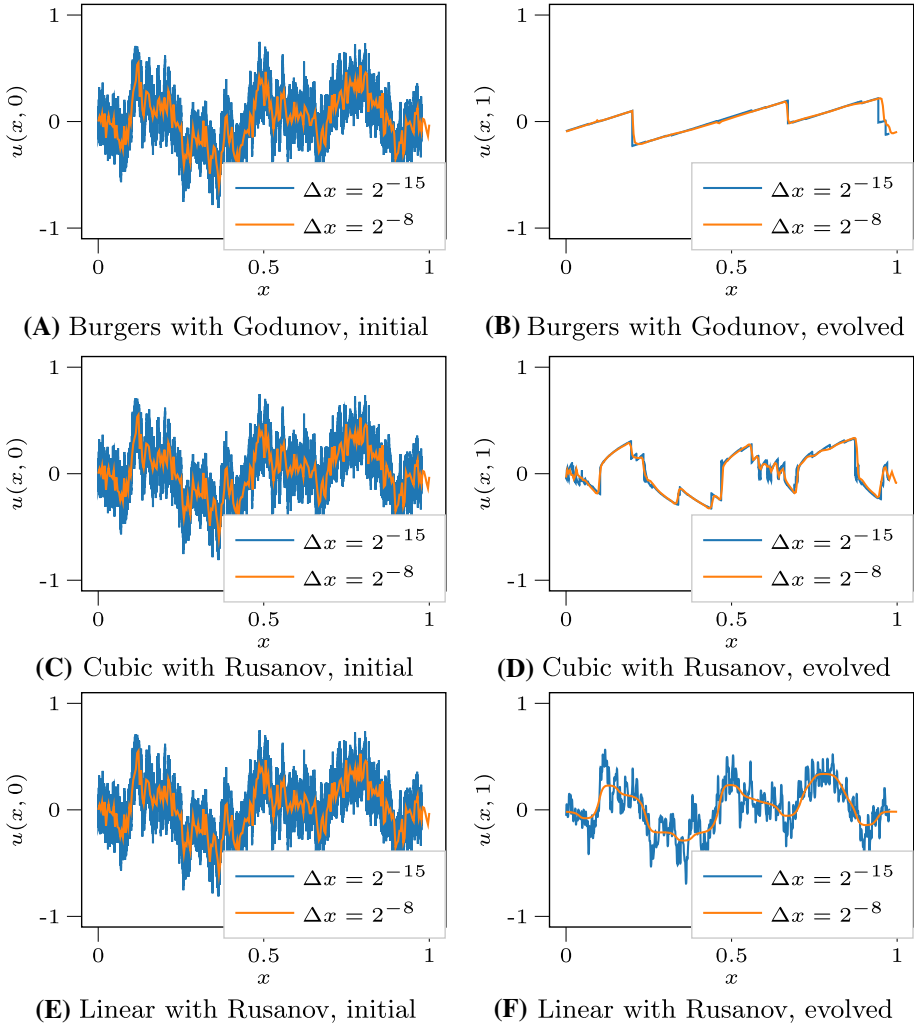 1
0
-1
u(x, 0)
Δx = 2⁻¹⁵
Δx = 2⁻⁸
0
0.5
1
x
(A) Burgers with Godunov, initial
1
0
-1
u(x, 1)
Δx = 2⁻¹⁵
Δx = 2⁻⁸
0
0.5
1
x
(B) Burgers with Godunov, evolved
1
0
-1
u(x, 0)
Δx = 2⁻¹⁵
Δx = 2⁻⁸
0
0.5
1
x
(C) Cubic with Rusanov, initial
1
0
-1
u(x, 1)
Δx = 2⁻¹⁵
Δx = 2⁻⁸
0
0.5
1
x
(D) Cubic with Rusanov, evolved
1
0
-1
u(x, 0)
Δx = 2⁻¹⁵
Δx = 2⁻⁸
0
0.5
1
x
(E) Linear with Rusanov, initial
1
0
-1
u(x, 1)
Δx = 2⁻¹⁵
Δx = 2⁻⁸
0
0.5
1
x
(F) Linear with Rusanov, evolved